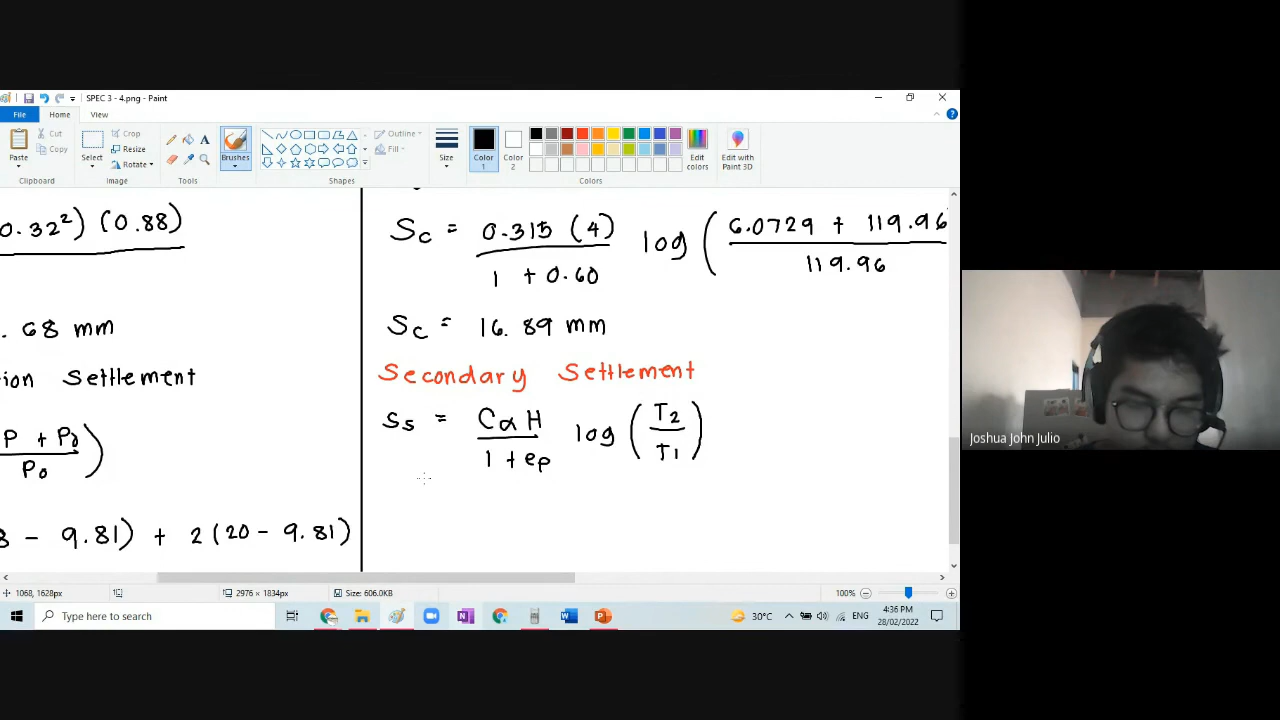 SPEC 3 - 4.png - Paint
File Home View
Paste Cut Copy Clipboard
Select Crop Resize Rotate Image
Tools
Brushes
Shapes Outline Fill
Size
Color 1 Color 2 Edit colors Colors
Edit with Paint 3D
0.32²) (0.88)
. 68 mm
ion Settlement
P + P₀
P₀
- 9.81) + 2 (20 - 9.81)
Sc = 0.315 (4) log ( 6.0729 + 119.96
1 + 0.60 119.96
Sc = 16.89 mm
Secondary Settlement
Ss = Cα H log ( T2 )
1 + ep T1
1068, 1628px 2976 × 1834px Size: 606.0KB 100%
Type here to search
30°C ENG 4:36 PM 28/02/2022
Joshua John Julio